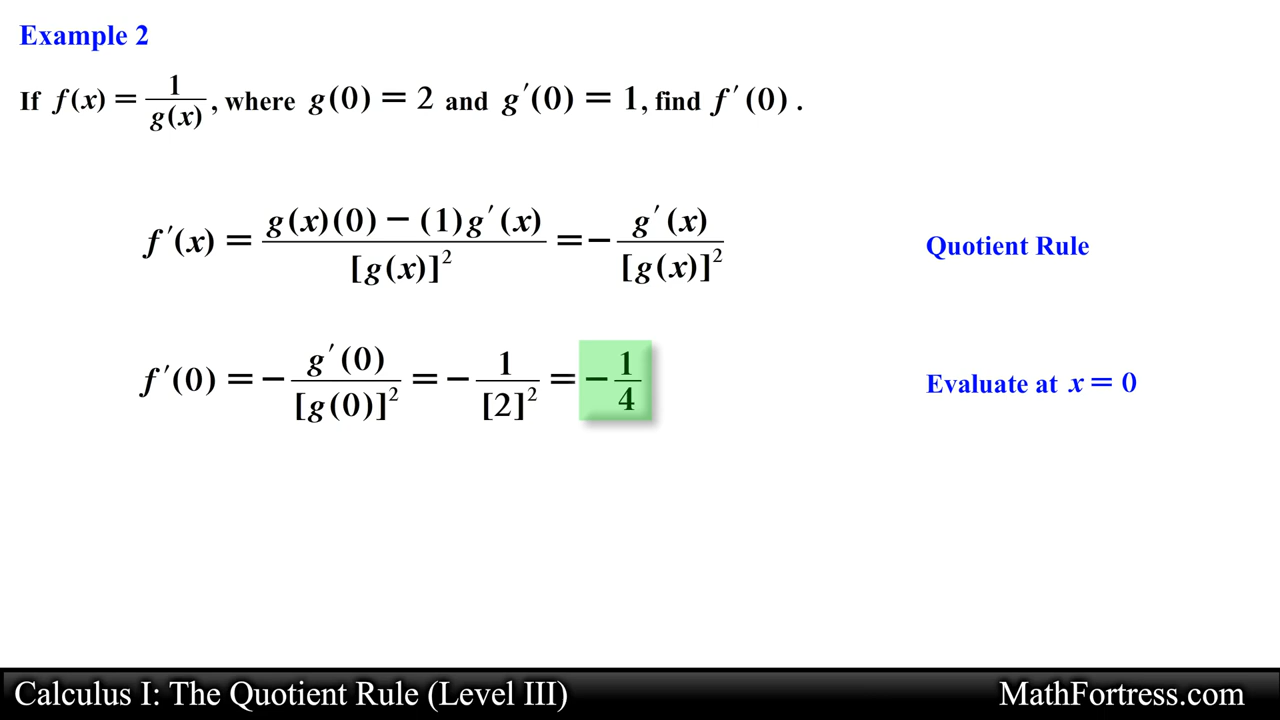 Example 2
If f(x) = 1/g(x), where g(0) = 2 and g′(0) = 1, find f′(0).
f′(x) = g(x)(0) − (1)g′(x)/[g(x)]² = − g′(x)/[g(x)]² Quotient Rule
f′(0) = − g′(0)/[g(0)]² = − 1/[2]² = − 1/4 Evaluate at x = 0
Calculus I: The Quotient Rule (Level III) MathFortress.com